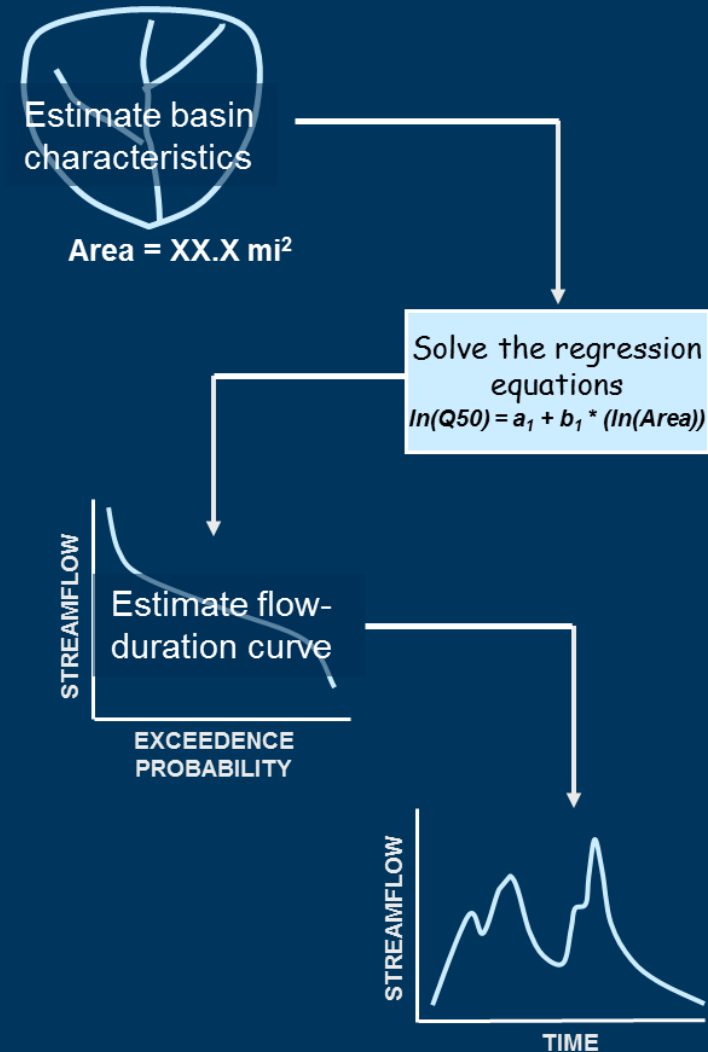 Estimate basin
characteristics
Area = XX.X mi²
Solve the regression
equations
ln(Q50) = a₁ + b₁ * (ln(Area))
STREAMFLOW
Estimate flow-
duration curve
EXCEEDENCE
PROBABILITY
STREAMFLOW
TIME